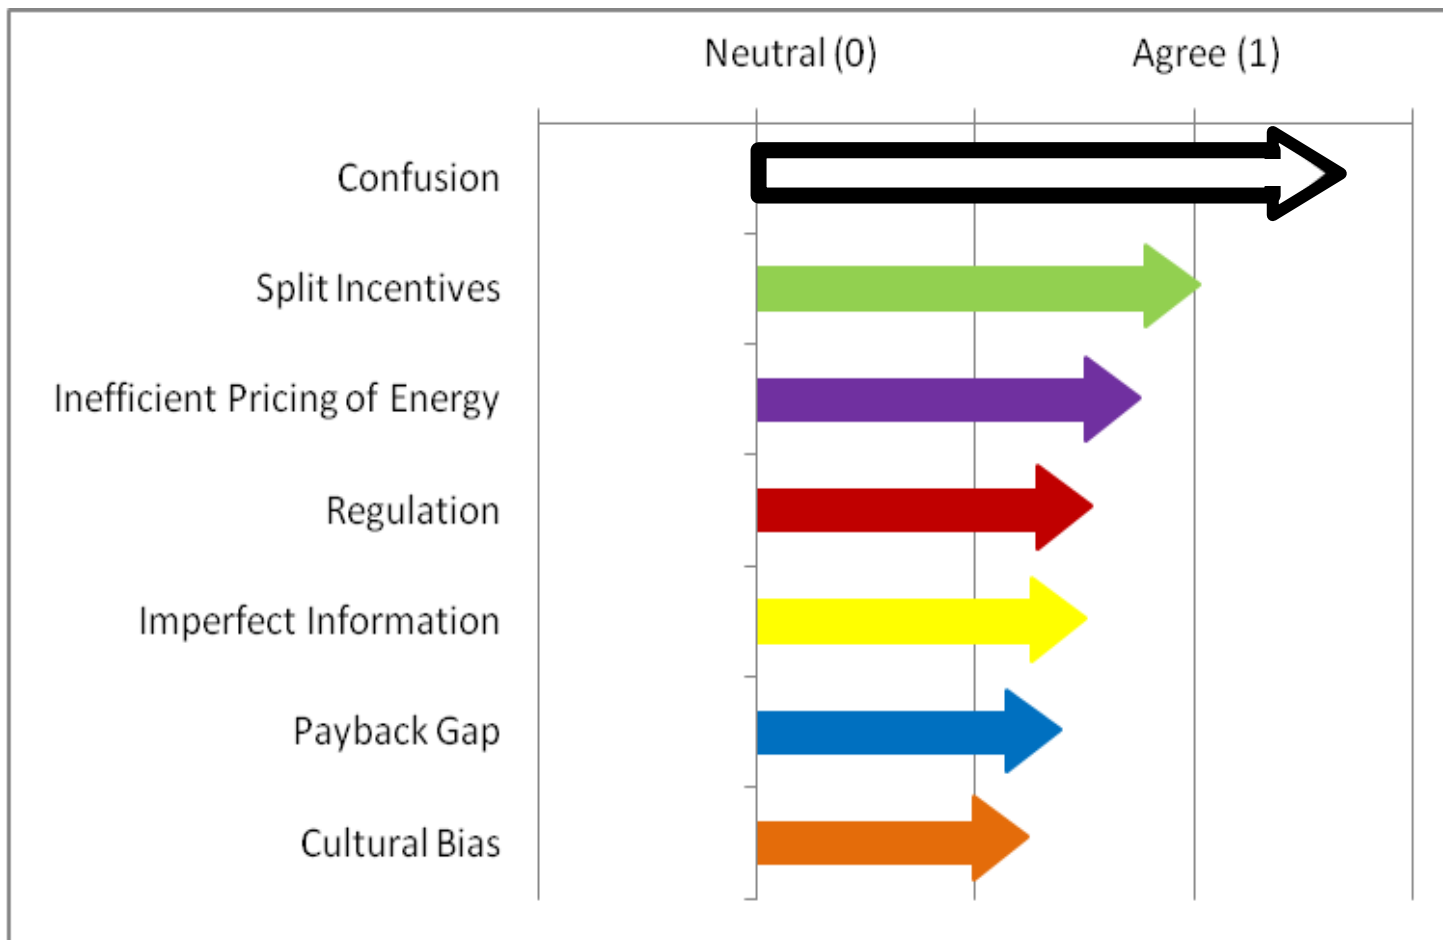 Neutral (0) Agree (1)
Confusion
Split Incentives
Inefficient Pricing of Energy
Regulation
Imperfect Information
Payback Gap
Cultural Bias